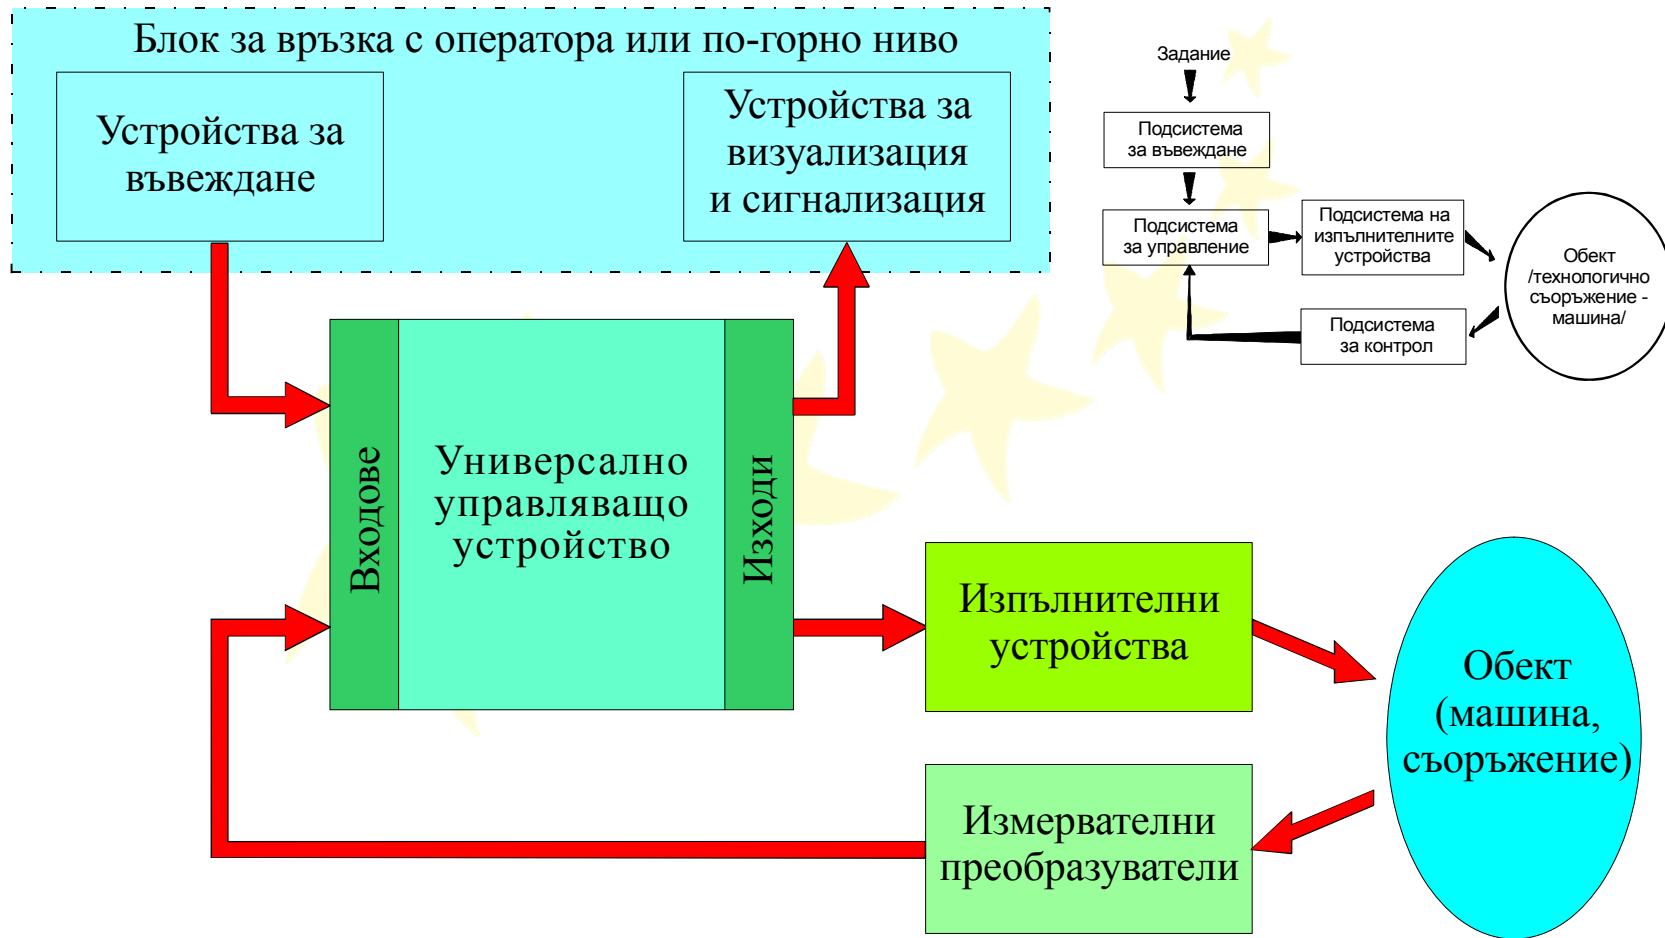 Блок за връзка с оператора или по-горно ниво
Устройства за
въвеждане
Устройства за
визуализация
и сигнализация
Задание
Подсистема
за въвеждане
Подсистема
за управление
Подсистема на
изпълнителните
устройства
Обект
/технологично
съоръжение -
машина/
Подсистема
за контрол
Входове
Универсално
управляващо
устройство
Изходи
Изпълнителни
устройства
Обект
(машина,
съоръжение)
Измервателни
преобразуватели